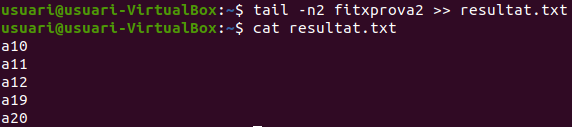 usuari@usuari-VirtualBox:~$ tail -n2 fitxprova2 >> resultat.txt
usuari@usuari-VirtualBox:~$ cat resultat.txt
a10
a11
a12
a19
a20